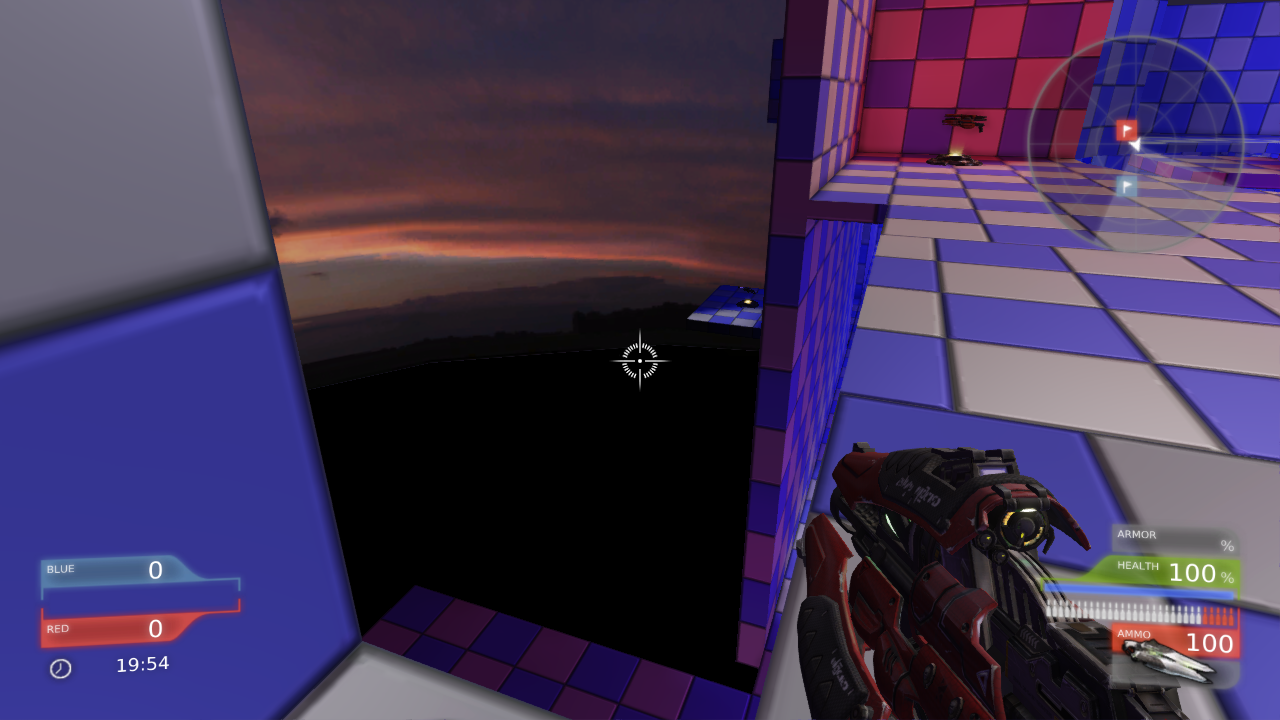 BLUE 0
RED 0
19:54
ARMOR %
HEALTH 100 %
AMMO 100